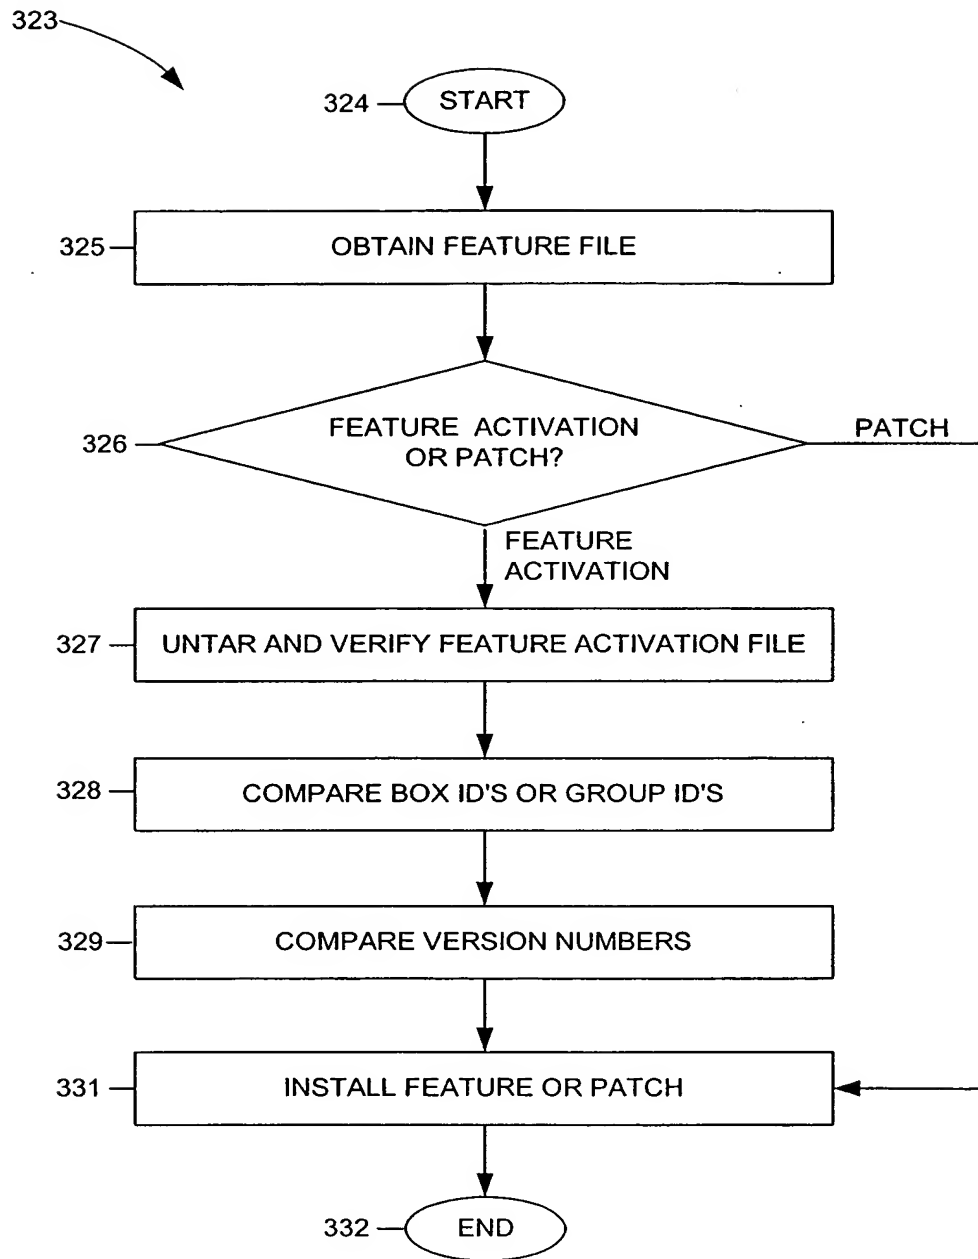 323
324
START
325
OBTAIN FEATURE FILE
326
FEATURE ACTIVATION
OR PATCH?
PATCH
FEATURE
ACTIVATION
327
UNTAR AND VERIFY FEATURE ACTIVATION FILE
328
COMPARE BOX ID'S OR GROUP ID'S
329
COMPARE VERSION NUMBERS
331
INSTALL FEATURE OR PATCH
332
END